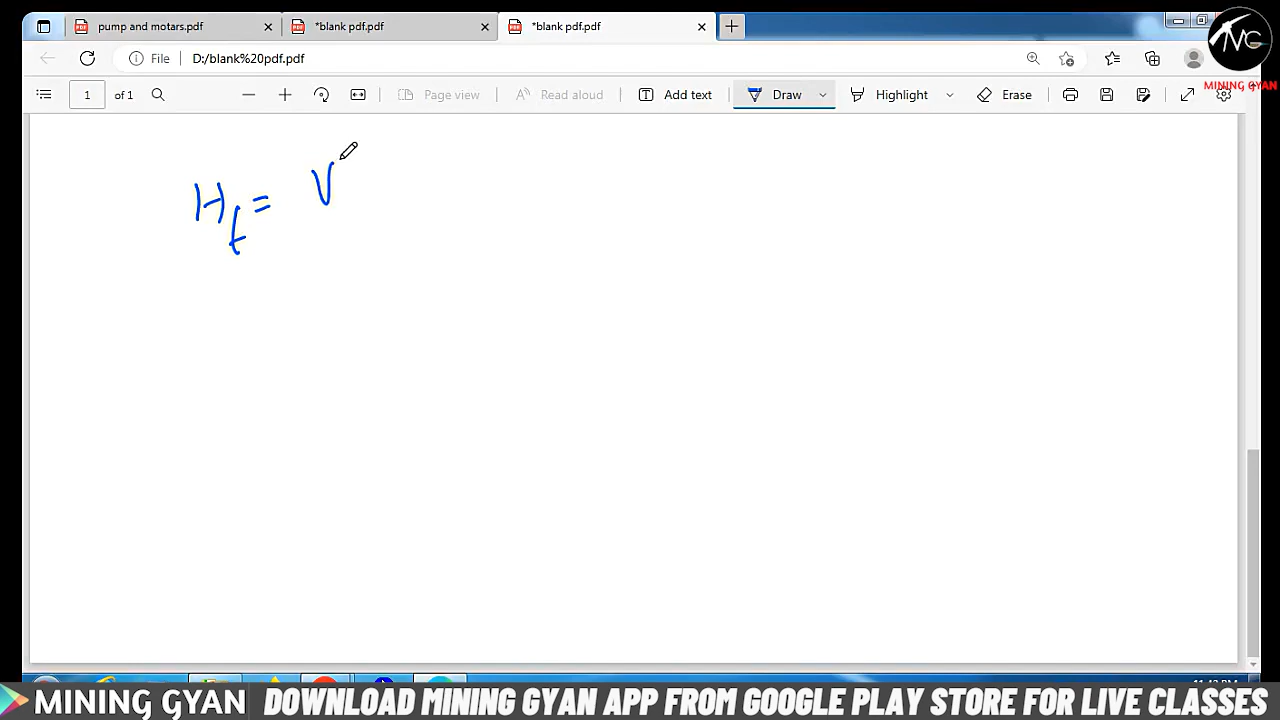 pump and motars.pdf
*blank pdf.pdf
*blank pdf.pdf
MVG
File
D:/blank%20pdf.pdf
MINING GYAN
1 of 1
Page view
Read aloud
Add text
Draw
Highlight
Erase
Hf = V
MINING GYAN DOWNLOAD MINING GYAN APP FROM GOOGLE PLAY STORE FOR LIVE CLASSES